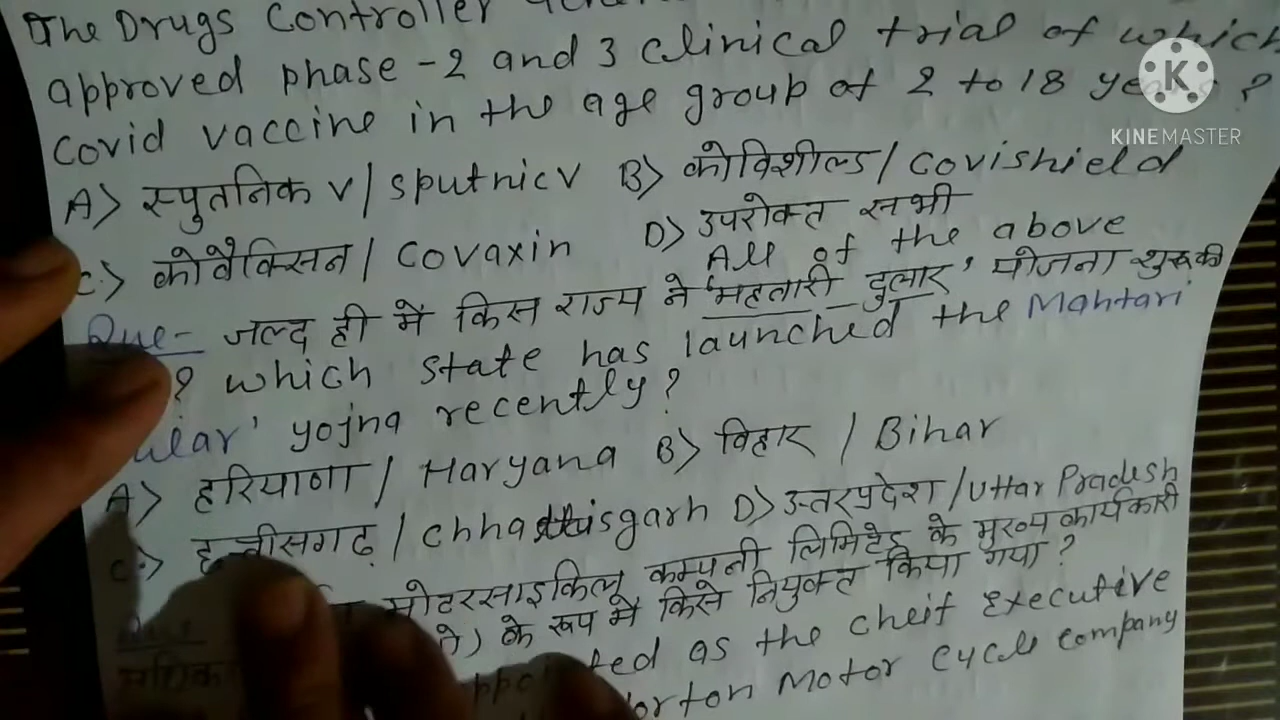 The Drugs Controller
approved phase-2 and 3 clinical trial of which
covid vaccine in the age group of 2 to 18 years ?
A> स्पुतनिक v / sputnic v B> कोविशील्ड / covishield
C.> कोवैक्सिन / covaxin D> उपरोक्त सभी
All of the above
Que- जल्द ही में किस राज्य ने 'महतारी दुलार' योजना शुरू की
? which state has launched the Mahtari
ular' yojna recently ?
A> हरियाणा / Haryana B> बिहार / Bihar
C.> छत्तीसगढ़ / chhattisgarh D> उत्तरप्रदेश / Uttar Pradesh
मोटरसाइकिल कम्पनी लिमिटेड के मुख्य कार्यकारी
) के रूप में किसे नियुक्त किया गया ?
ted as the cheif Executive
orton Motor cycle company
K
KINEMASTER